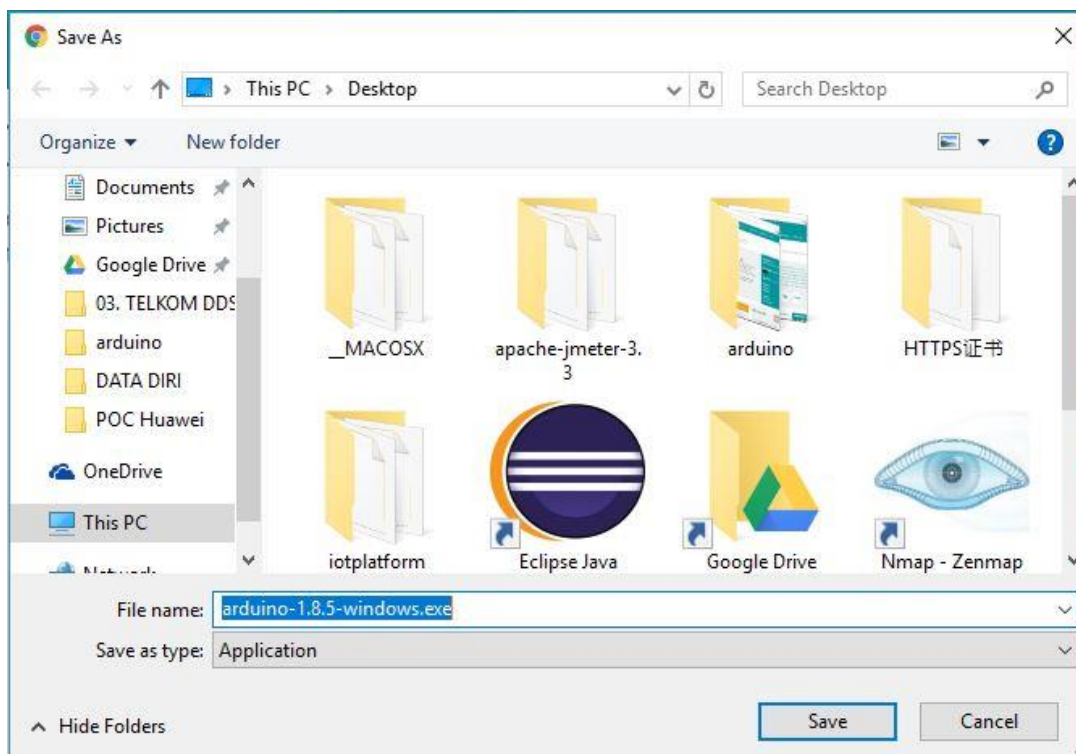 Save As
This PC > Desktop
Search Desktop
Organize
New folder
Documents
Pictures
Google Drive
03. TELKOM DDS
arduino
DATA DIRI
POC Huawei
OneDrive
This PC
__MACOSX
apache-jmeter-3.
3
arduino
HTTPS证书
iotplatform
Eclipse Java
Google Drive
Nmap - Zenmap
File name: arduino-1.8.5-windows.exe
Save as type: Application
Hide Folders
Save
Cancel